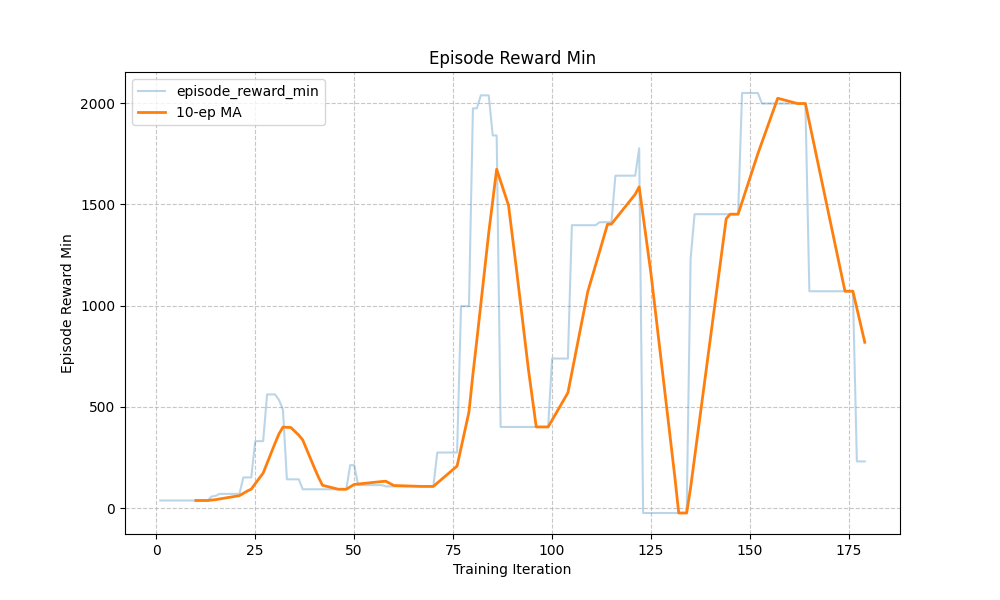 Episode Reward Min
episode_reward_min
10-ep MA
Episode Reward Min
2000
1500
1000
500
0
0 25 50 75 100 125 150 175
Training Iteration